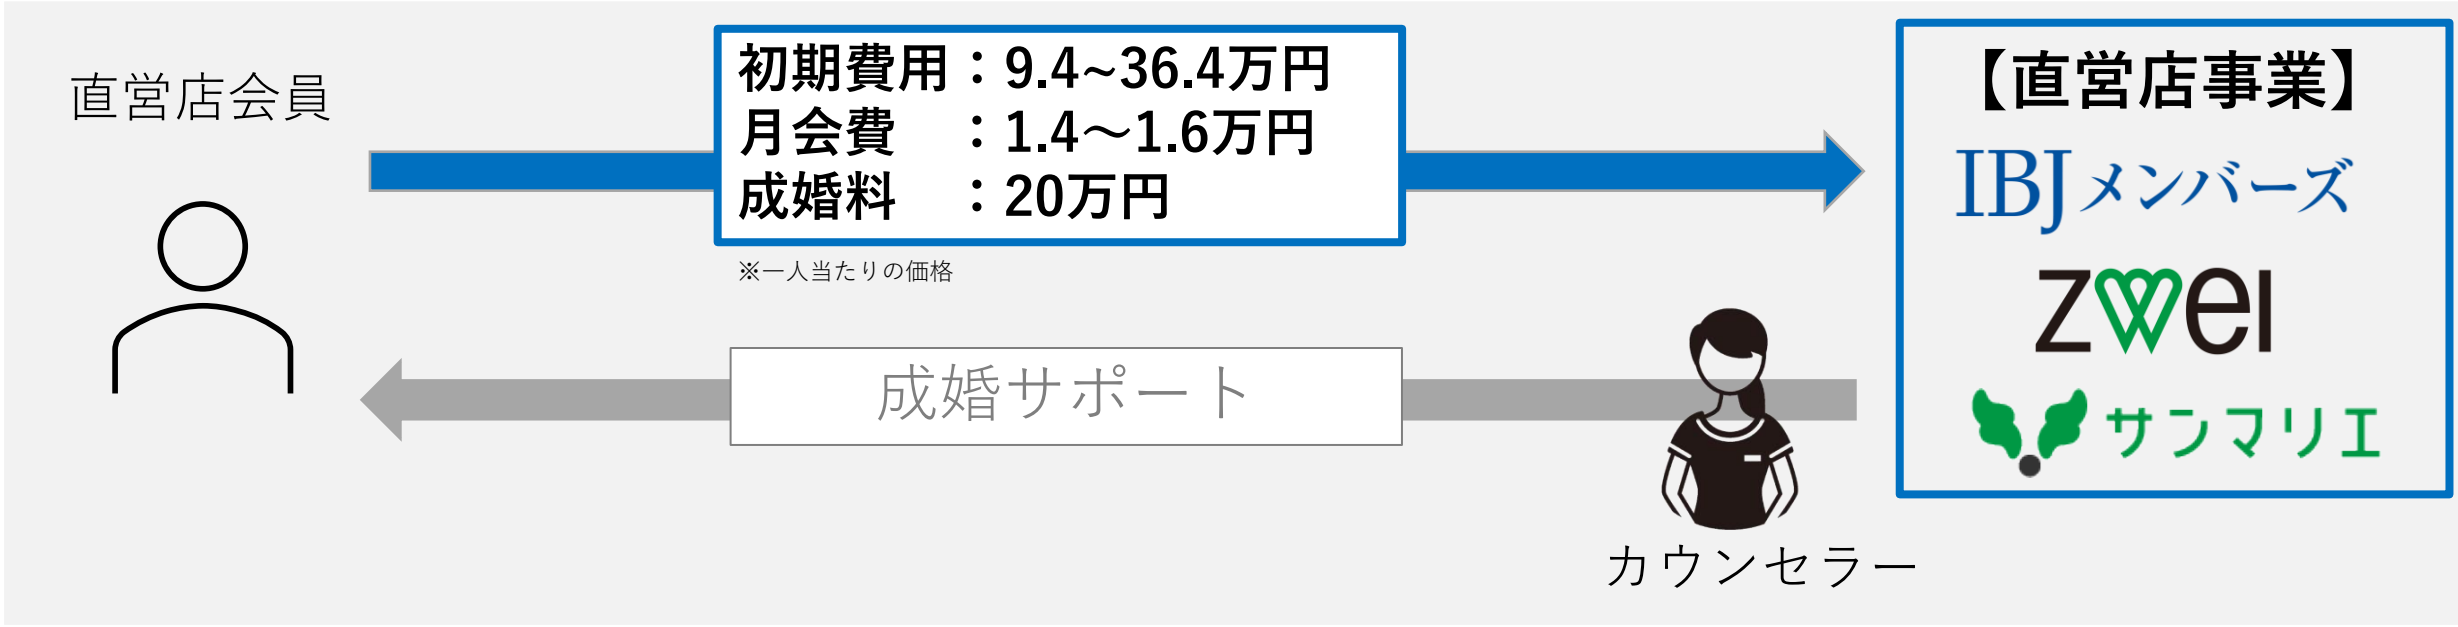 直営店会員
初期費用：9.4~36.4万円
月会費　：1.4～1.6万円
成婚料　：20万円
※一人当たりの価格
成婚サポート
カウンセラー
【直営店事業】
IBJメンバーズ
zwei
サンマリエ